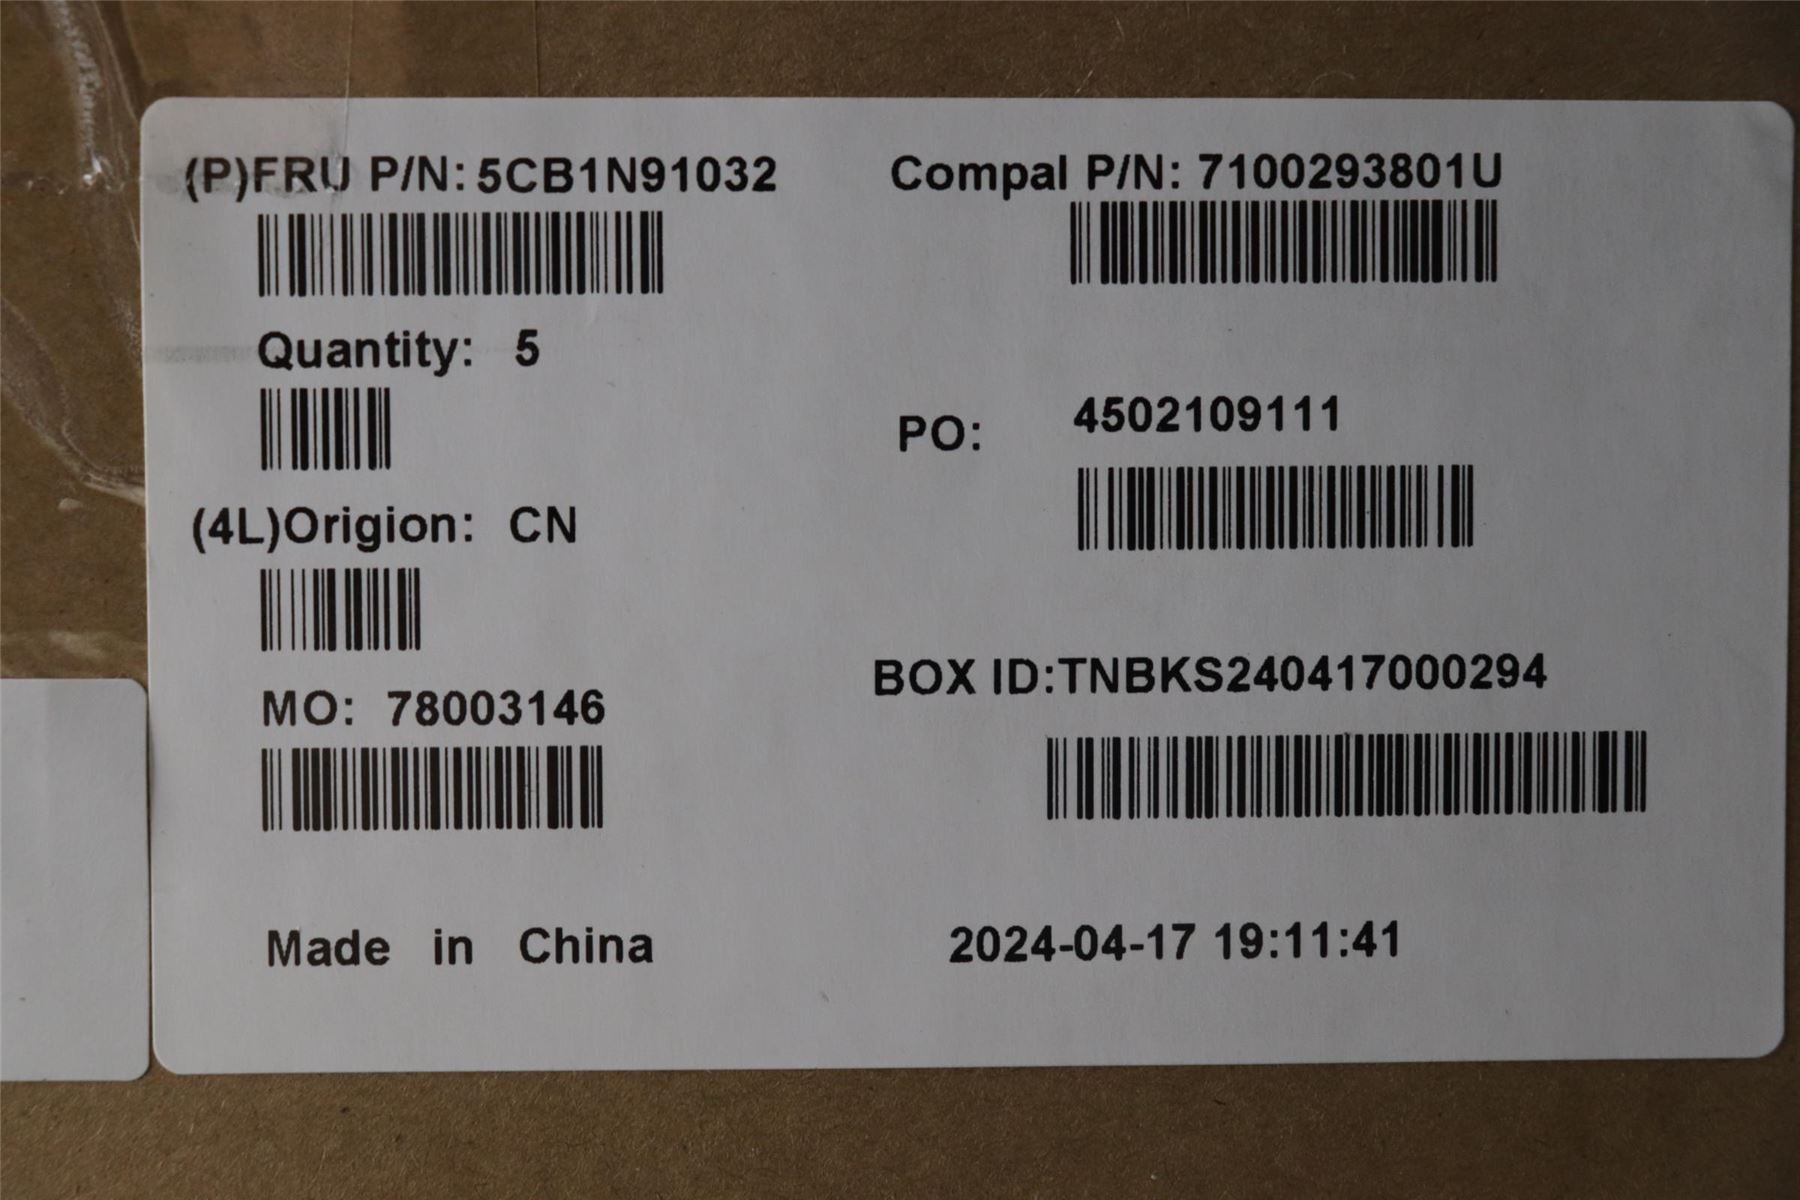 (P)FRU P/N: 5CB1N91032
Compal P/N: 7100293801U
Quantity: 5
PO: 4502109111
(4L)Origion: CN
BOX ID:TNBKS240417000294
MO: 78003146
Made in China
2024-04-17 19:11:41